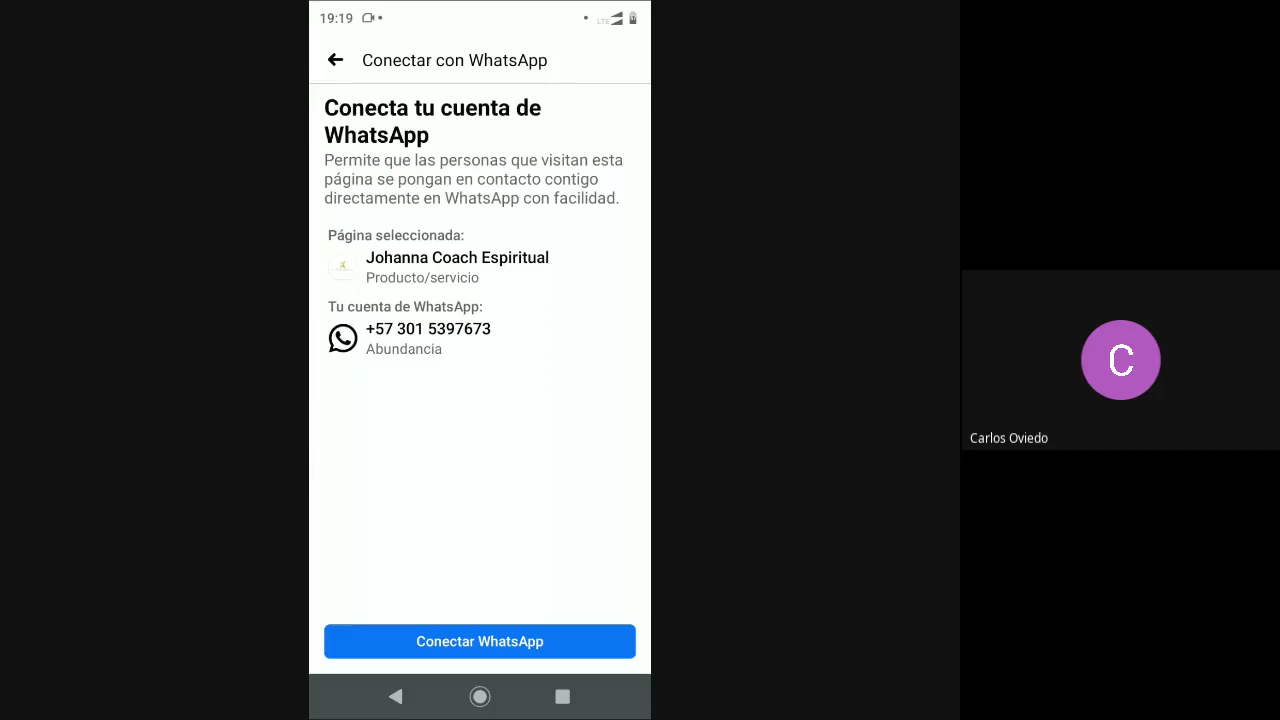 19:19
LTE
Conectar con WhatsApp
Conecta tu cuenta de
WhatsApp
Permite que las personas que visitan esta
página se pongan en contacto contigo
directamente en WhatsApp con facilidad.
Página seleccionada:
Johanna Coach Espiritual
Producto/servicio
Tu cuenta de WhatsApp:
+57 301 5397673
Abundancia
Conectar WhatsApp
C
Carlos Oviedo